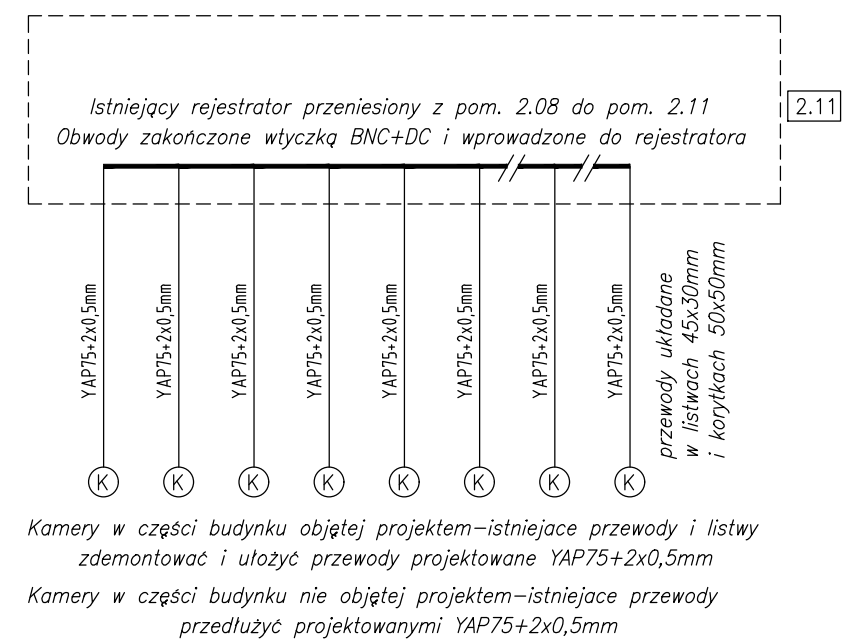 Istniejący rejestrator przeniesiony z pom. 2.08 do pom. 2.11
2.11
Obwody zakończone wtyczką BNC+DC i wprowadzone do rejestratora
YAP75+2x0,5mm
YAP75+2x0,5mm
YAP75+2x0,5mm
YAP75+2x0,5mm
YAP75+2x0,5mm
YAP75+2x0,5mm
YAP75+2x0,5mm
YAP75+2x0,5mm
przewody układane
w listwach 45x30mm
i korytkach 50x50mm
K
K
K
K
K
K
K
K
Kamery w części budynku objętej projektem-istniejace przewody i listwy
zdemontować i ułożyć przewody projektowane YAP75+2x0,5mm
Kamery w części budynku nie objętej projektem-istniejace przewody
przedłużyć projektowanymi YAP75+2x0,5mm